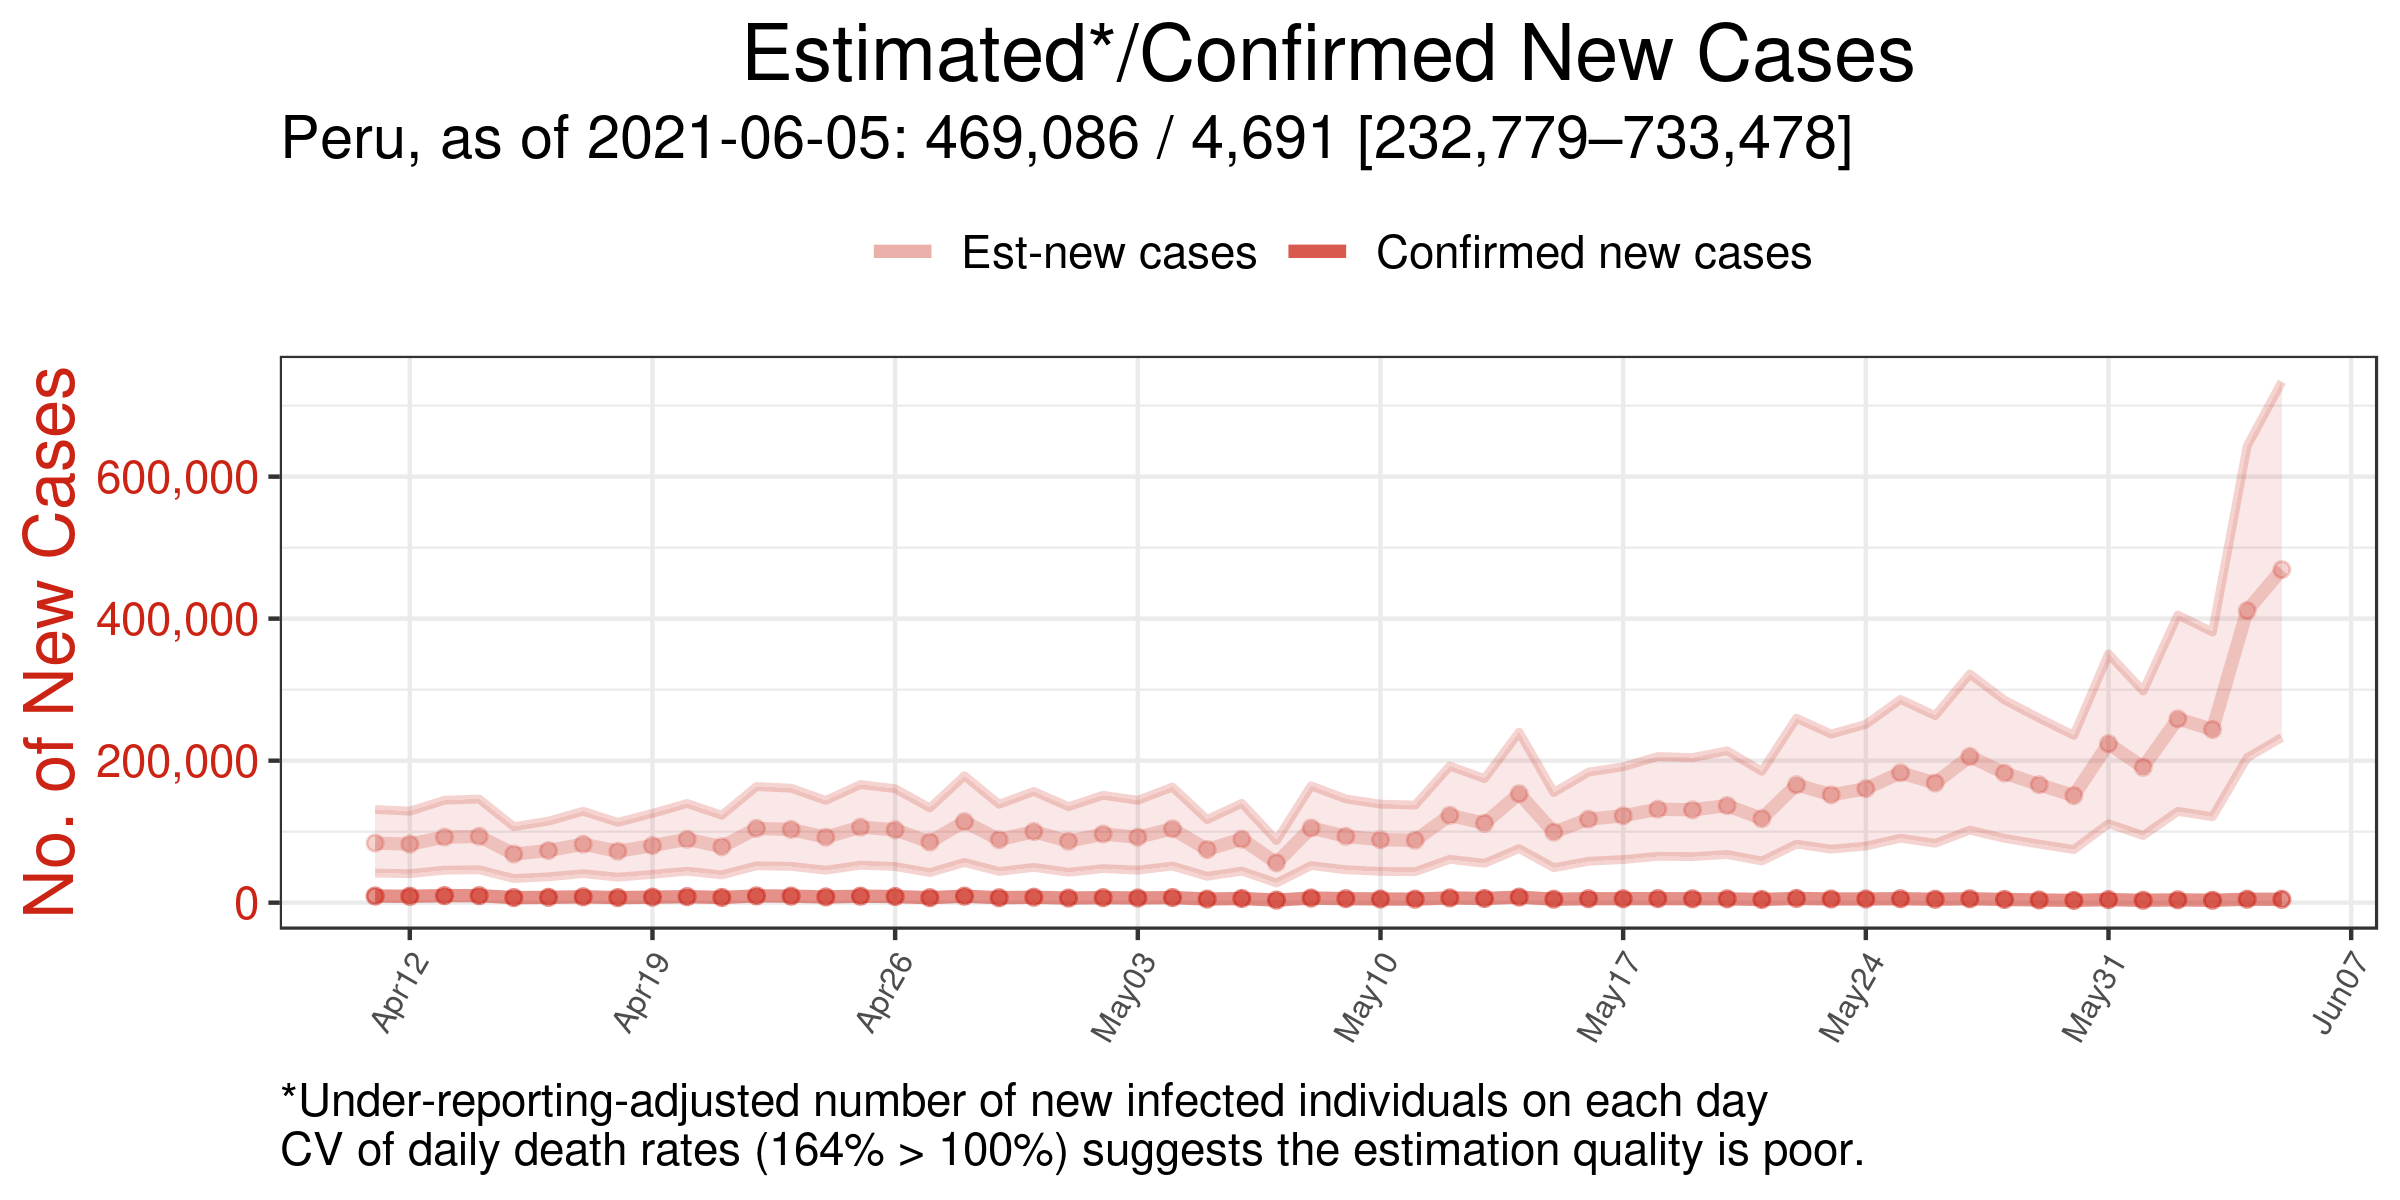 Estimated*/Confirmed New Cases
Peru, as of 2021-06-05: 469,086 / 4,691 [232,779–733,478]
Est-new cases Confirmed new cases
No. of New Cases
600,000
400,000
200,000
0
Apr12 Apr19 Apr26 May03 May10 May17 May24 May31 Jun07
*Under-reporting-adjusted number of new infected individuals on each day
CV of daily death rates (164% > 100%) suggests the estimation quality is poor.